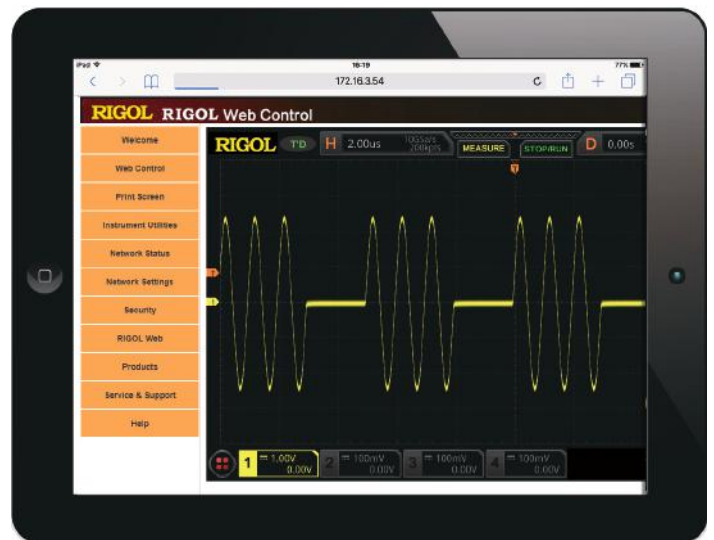 iPad 16:19 77%
172.16.3.54
RIGOL RIGOL Web Control
Welcome
Web Control
Print Screen
Instrument Utilities
Network Status
Network Settings
Security
RIGOL Web
Products
Service & Support
Help
RIGOL T'D H 2.00us 10GSa/s 200kpts MEASURE STOP/RUN D 0.00s
T
T
1
1 1.00V 0.00V
2 100mV 0.00V
3 100mV 0.00V
4 100mV 0.00V